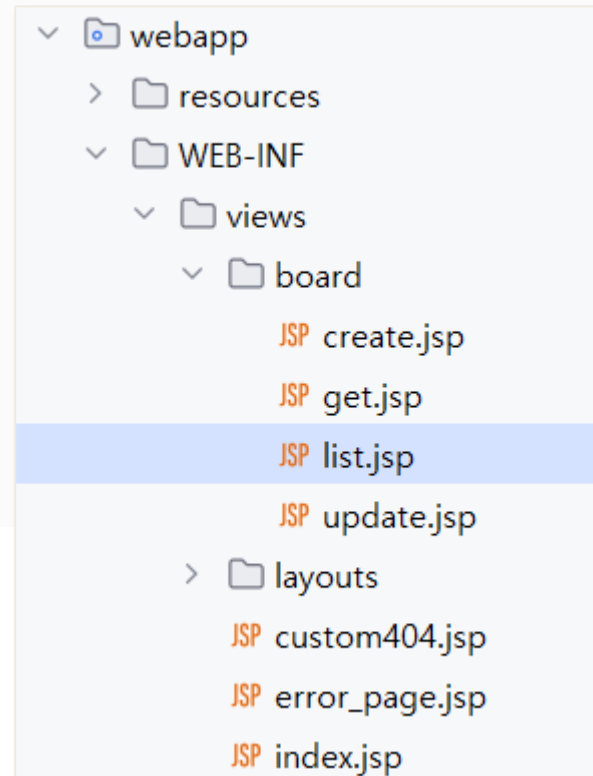 webapp
resources
WEB-INF
views
board
JSP create.jsp
JSP get.jsp
JSP list.jsp
JSP update.jsp
layouts
JSP custom404.jsp
JSP error_page.jsp
JSP index.jsp